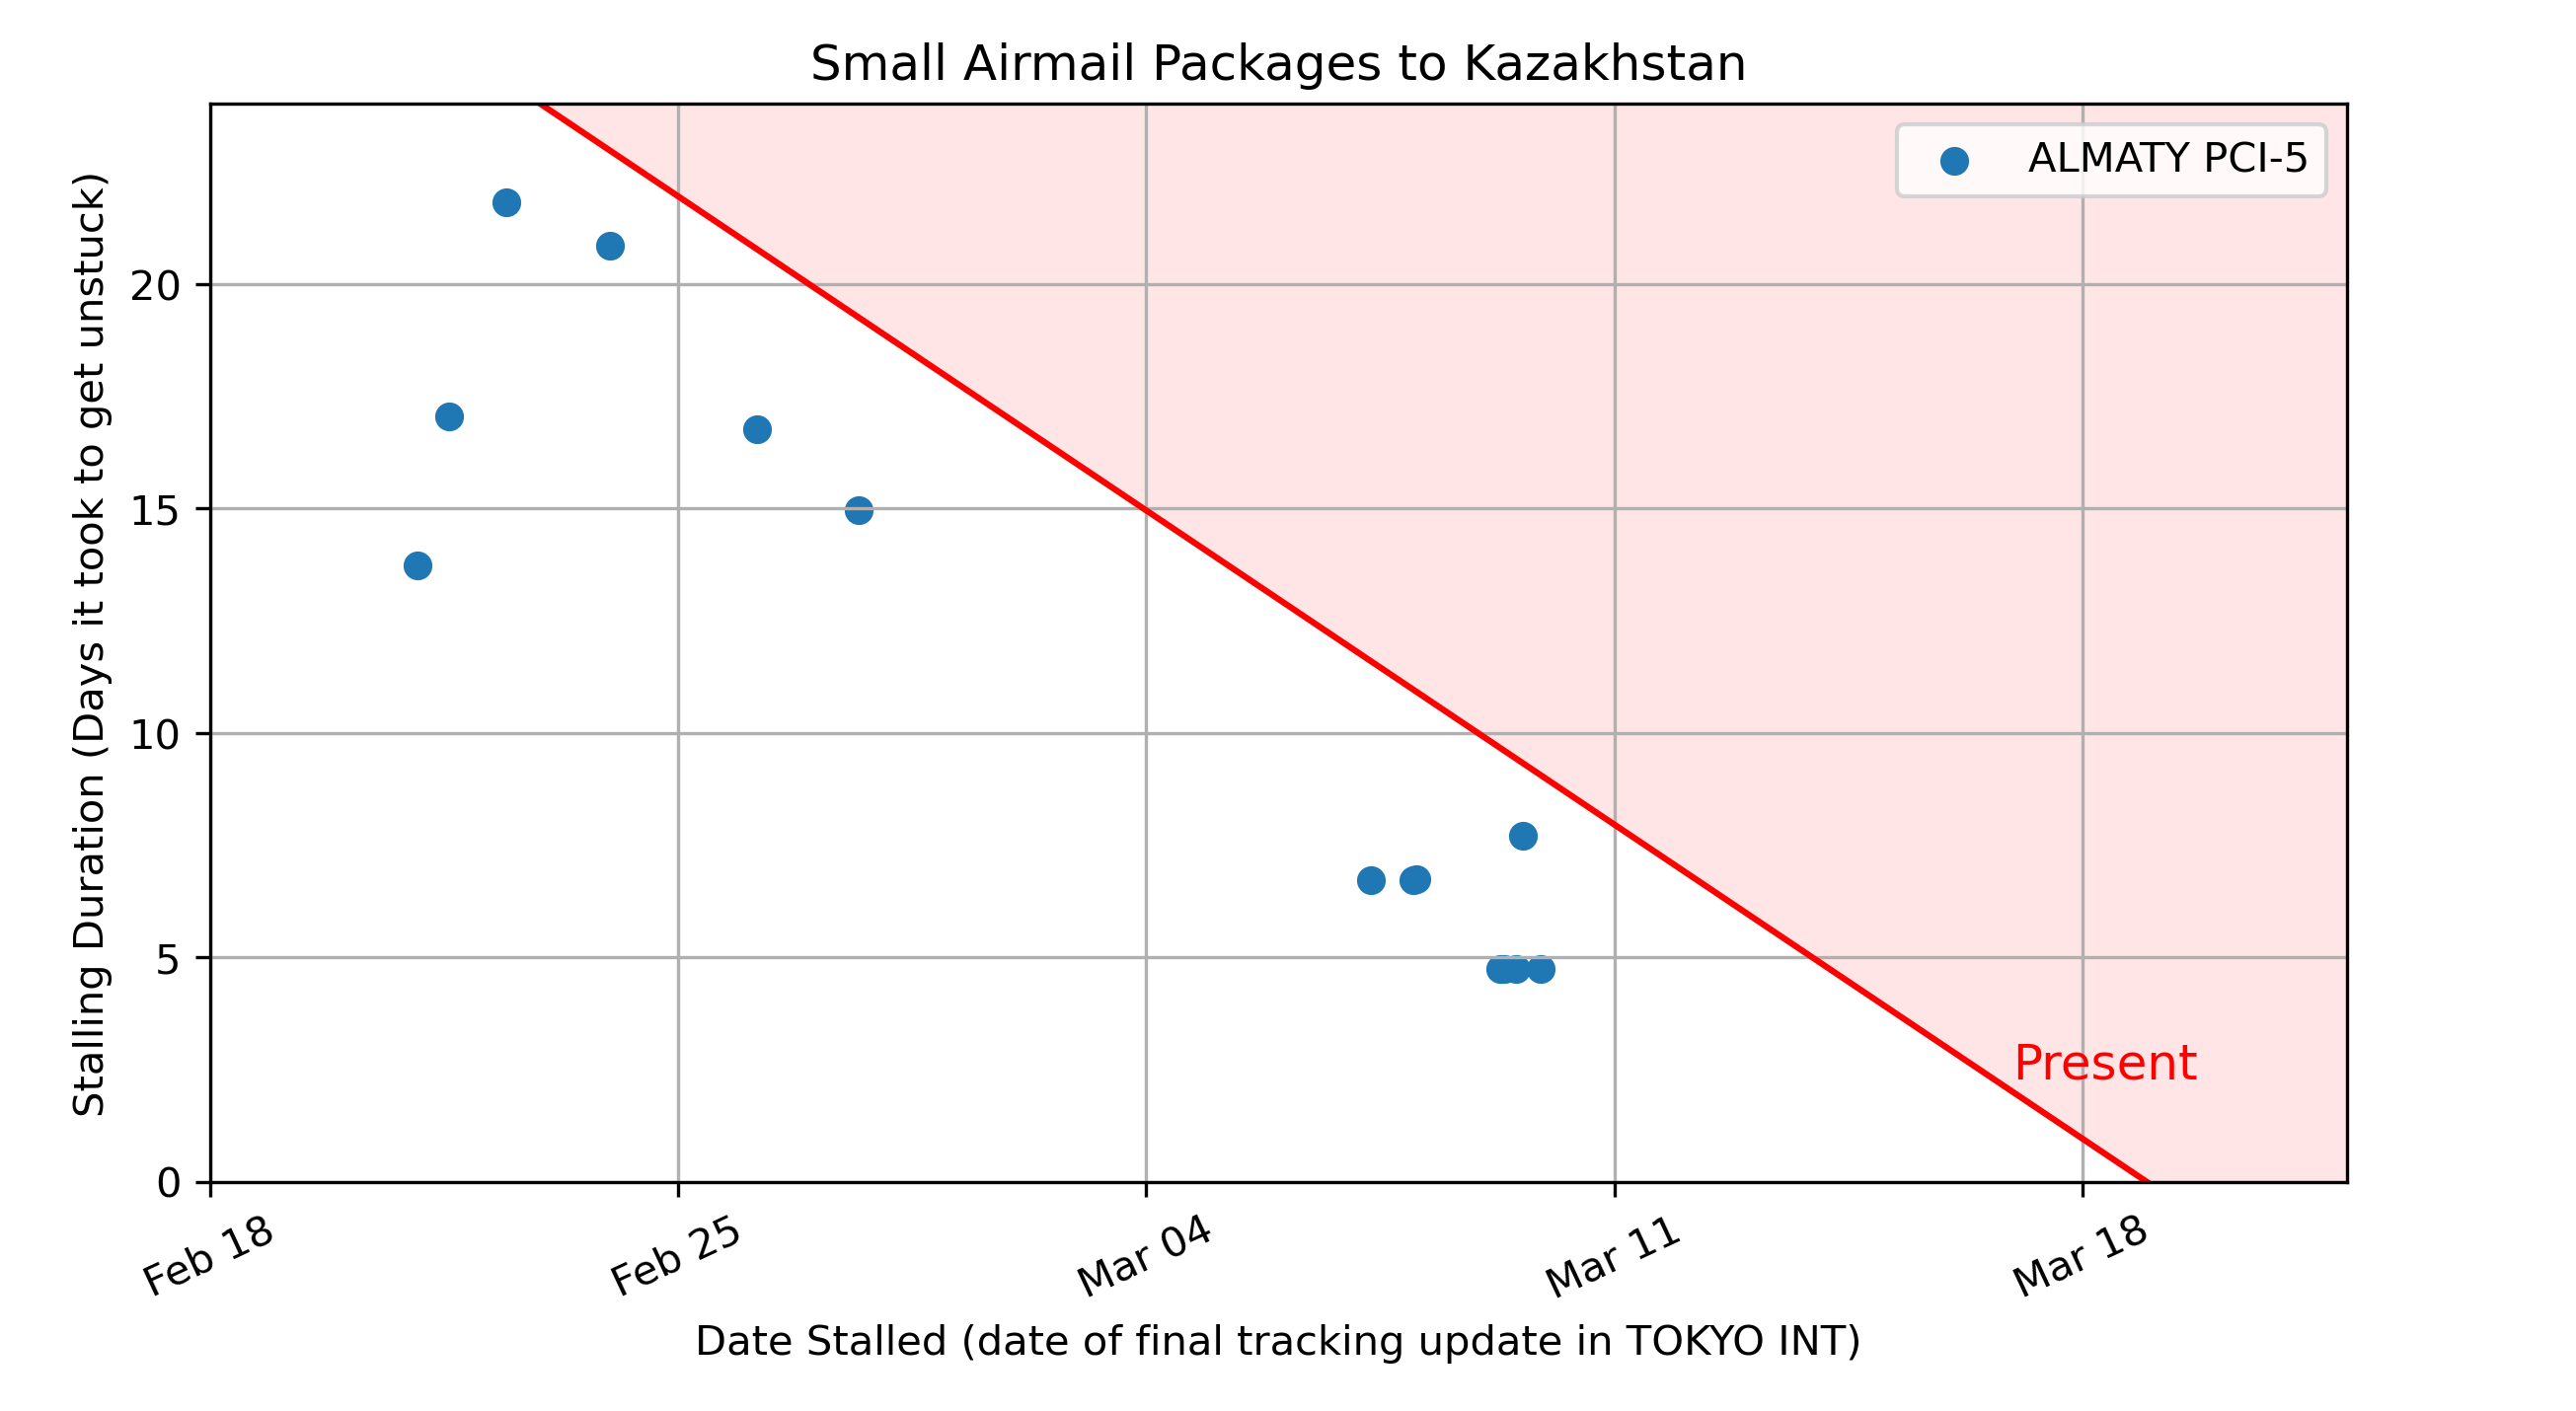 Small Airmail Packages to Kazakhstan
ALMATY PCI-5
Stalling Duration (Days it took to get unstuck)
20
15
10
5
0
Present
Feb 18
Feb 25
Mar 04
Mar 11
Mar 18
Date Stalled (date of final tracking update in TOKYO INT)